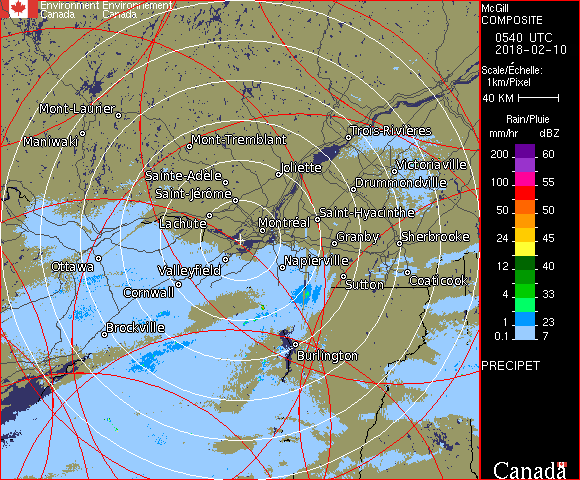 Environment Environnement
Canada Canada
McGill
COMPOSITE
0540 UTC
2018-02-10
Scale/Échelle:
1km/Pixel
40 KM
Rain/Pluie
mm/hr dBZ
200 60
100 55
50 50
24 45
12 40
4 33
1 23
0.1 7
PRECIPET
Canada
Mont-Laurier
Maniwaki
Mont-Tremblant
Trois-Rivières
Joliette
Victoriaville
Sainte-Adèle
Drummondville
Saint-Jérôme
Saint-Hyacinthe
Lachute
Montréal
Granby
Sherbrooke
Ottawa
Valleyfield
Napierville
Coaticook
Sutton
Cornwall
Brockville
Burlington